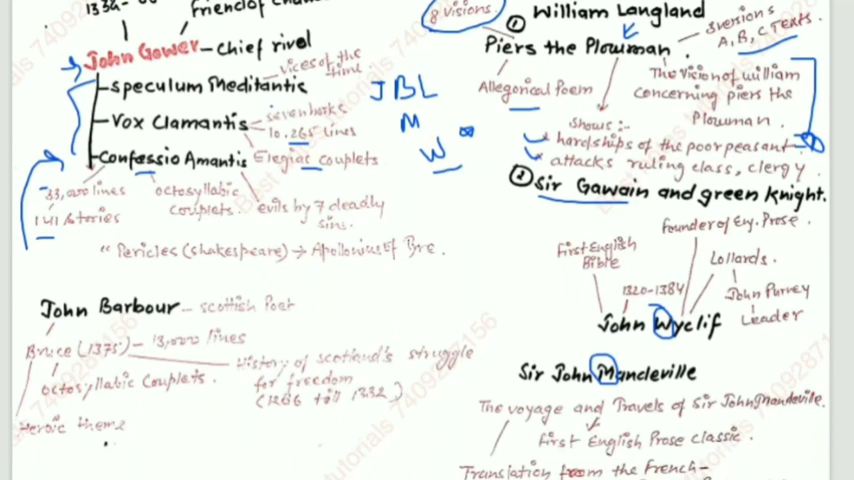 friend of
John Gower - Chief rival
Speculum Meditantis
vices of the
time
Vox Clamantis
seven books
10,265 lines
Confessio Amantis
Elegiac couplets
33,000 lines
141 stories
octosyllabic
couplets
evils by 7 deadly
sins.
"Pericles (Shakespeare) → Apollonius of Tyre.
JBL
M
W
John Barbour - Scottish Poet
Bruce (1375) - 13,000 lines
Octosyllabic Couplets.
History of Scotland's struggle
for freedom
(1286 till 1332)
Heroic theme
8 visions.
① William Langland
Piers the Plowman
3 versions
A, B, C Texts
Allegorical Poem
The Vision of William
concerning piers the
Plowman.
Shows:-
hardships of the poor peasant
attacks ruling class, clergy.
② Sir Gawain and green Knight.
founder of Eng. Prose.
First English
Bible
Lollards.
1320-1384
John Purvey
Leader
John Wyclif
Sir John Mandeville
The voyage and Travels of Sir John Mandeville.
first English Prose classic.
Translation from the French-